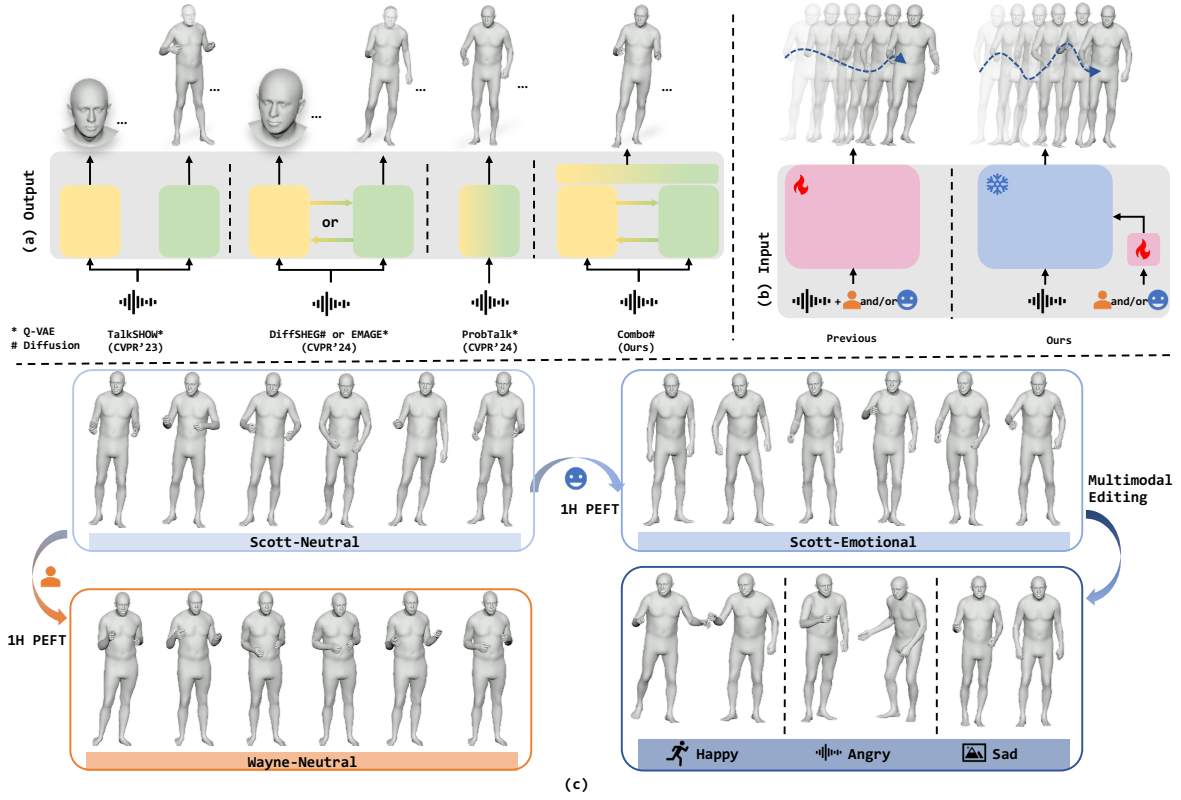 (a) Output
...
...
...
...
...
...
or
* Q-VAE
# Diffusion
TalkSHOW*
(CVPR'23)
DiffSHEG# or EMAGE*
(CVPR'24)
ProbTalk*
(CVPR'24)
Combo#
(Ours)
(b) Input
+ and/or
and/or
Previous
Ours
Scott-Neutral
1H PEFT
Scott-Emotional
Multimodal
Editing
1H PEFT
Wayne-Neutral
Happy
Angry
Sad
(c)